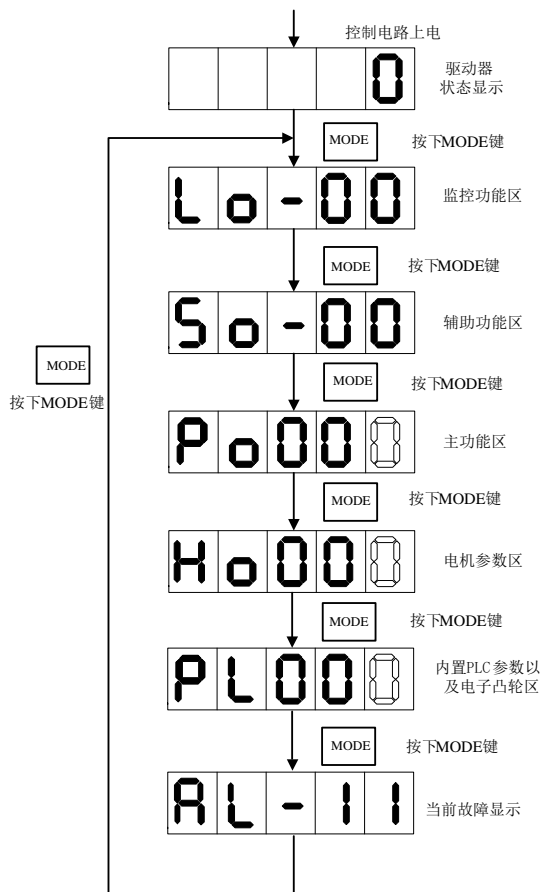 控制电路上电
0
驱动器
状态显示
MODE
按下MODE键
Lo-00
监控功能区
MODE
按下MODE键
So-00
辅助功能区
MODE
按下MODE键
MODE
按下MODE键
Po000
主功能区
MODE
按下MODE键
Ho000
电机参数区
MODE
按下MODE键
PL000
内置PLC参数以
及电子凸轮区
MODE
按下MODE键
AL-11
当前故障显示